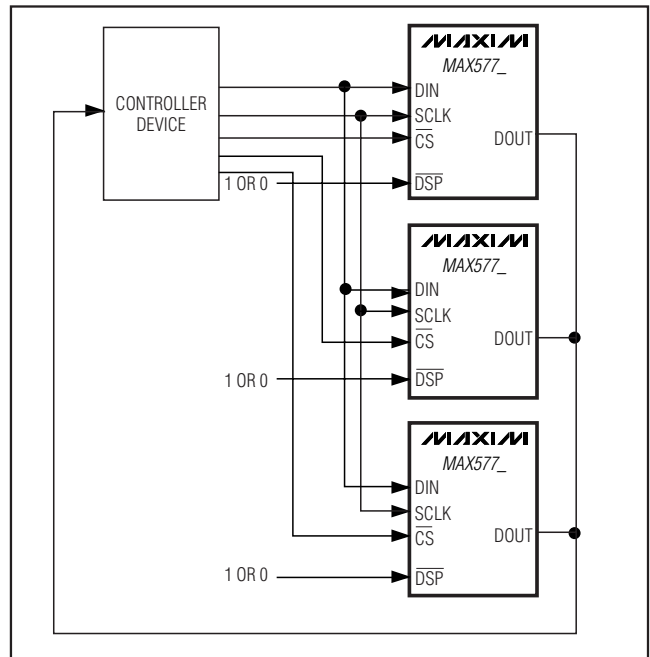 MAXIM
MAX577_
CONTROLLER
DEVICE
DIN
SCLK
CS
DOUT
1 OR 0
DSP
MAXIM
MAX577_
DIN
SCLK
CS
DOUT
1 OR 0
DSP
MAXIM
MAX577_
DIN
SCLK
CS
DOUT
1 OR 0
DSP